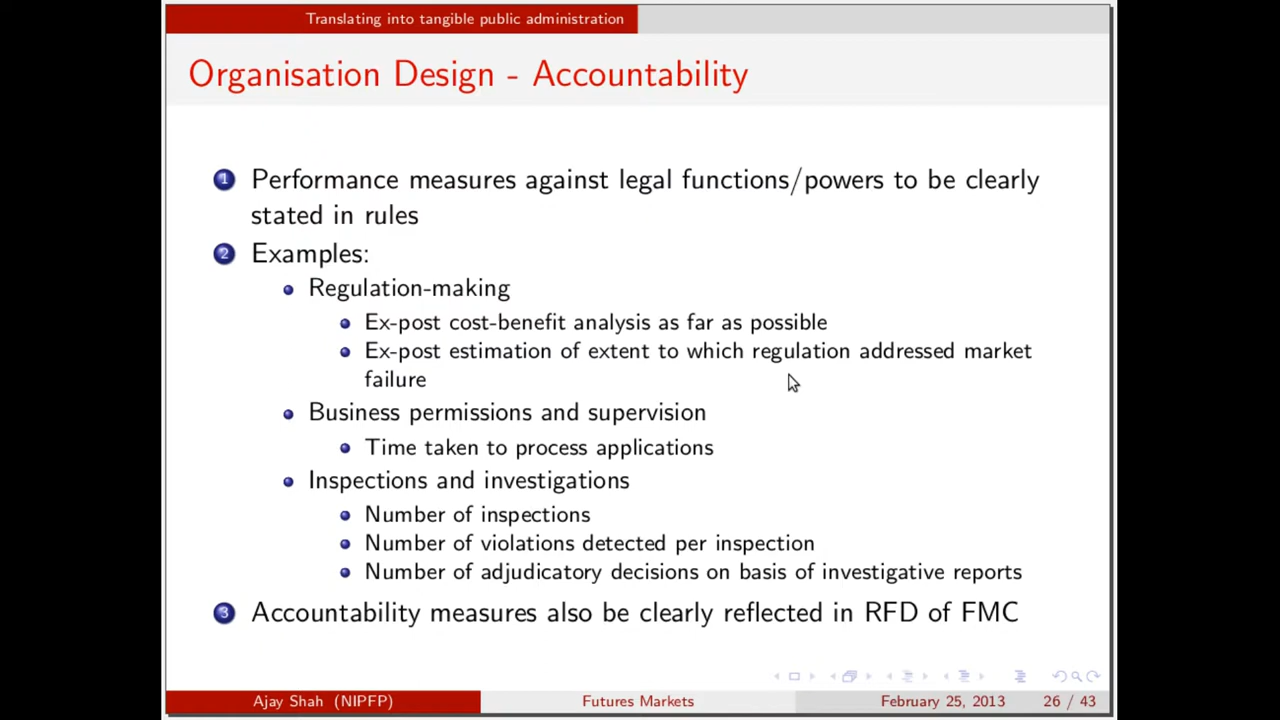 Translating into tangible public administration
Organisation Design - Accountability
1 Performance measures against legal functions/powers to be clearly
stated in rules
2 Examples:
Regulation-making
Ex-post cost-benefit analysis as far as possible
Ex-post estimation of extent to which regulation addressed market
failure
Business permissions and supervision
Time taken to process applications
Inspections and investigations
Number of inspections
Number of violations detected per inspection
Number of adjudicatory decisions on basis of investigative reports
3 Accountability measures also be clearly reflected in RFD of FMC
Ajay Shah (NIPFP) Futures Markets February 25, 2013 26 / 43